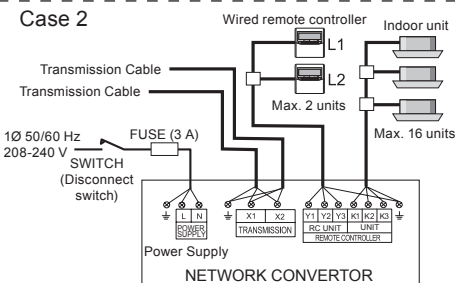 Case 2
Wired remote controller
Indoor unit
L1
L2
Transmission Cable
Transmission Cable
Max. 2 units
Max. 16 units
1Ø 50/60 Hz
208-240 V
FUSE (3 A)
SWITCH
(Disconnect
switch)
L N
X1 X2
Y1 Y2 Y3 K1 K2 K3
POWER
SUPPLY
TRANSMISSION
RC UNIT
UNIT
REMOTE CONTROLLER
Power Supply
NETWORK CONVERTOR